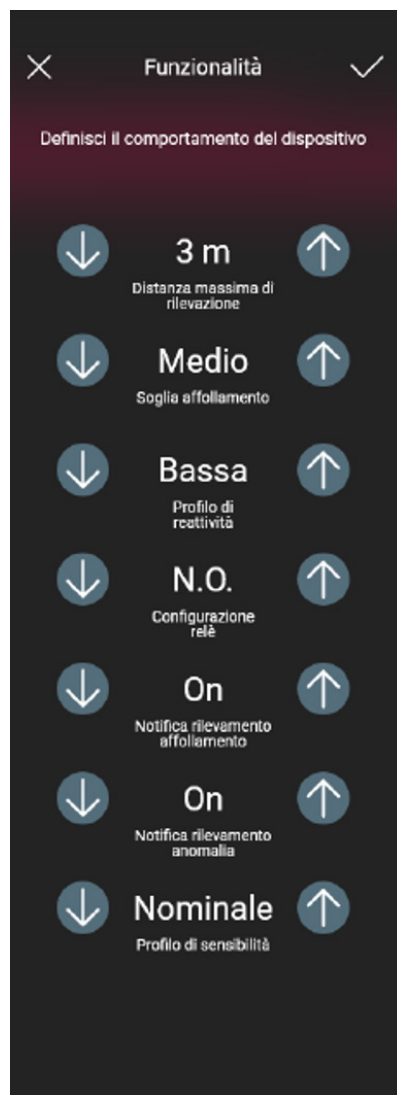 Funzionalità
Definisci il comportamento del dispositivo
3 m
Distanza massima di
rilevazione
Medio
Soglia affollamento
Bassa
Profilo di
reattività
N.O.
Configurazione
relè
On
Notifica rilevamento
affollamento
On
Notifica rilevamento
anomalia
Nominale
Profilo di sensibilità